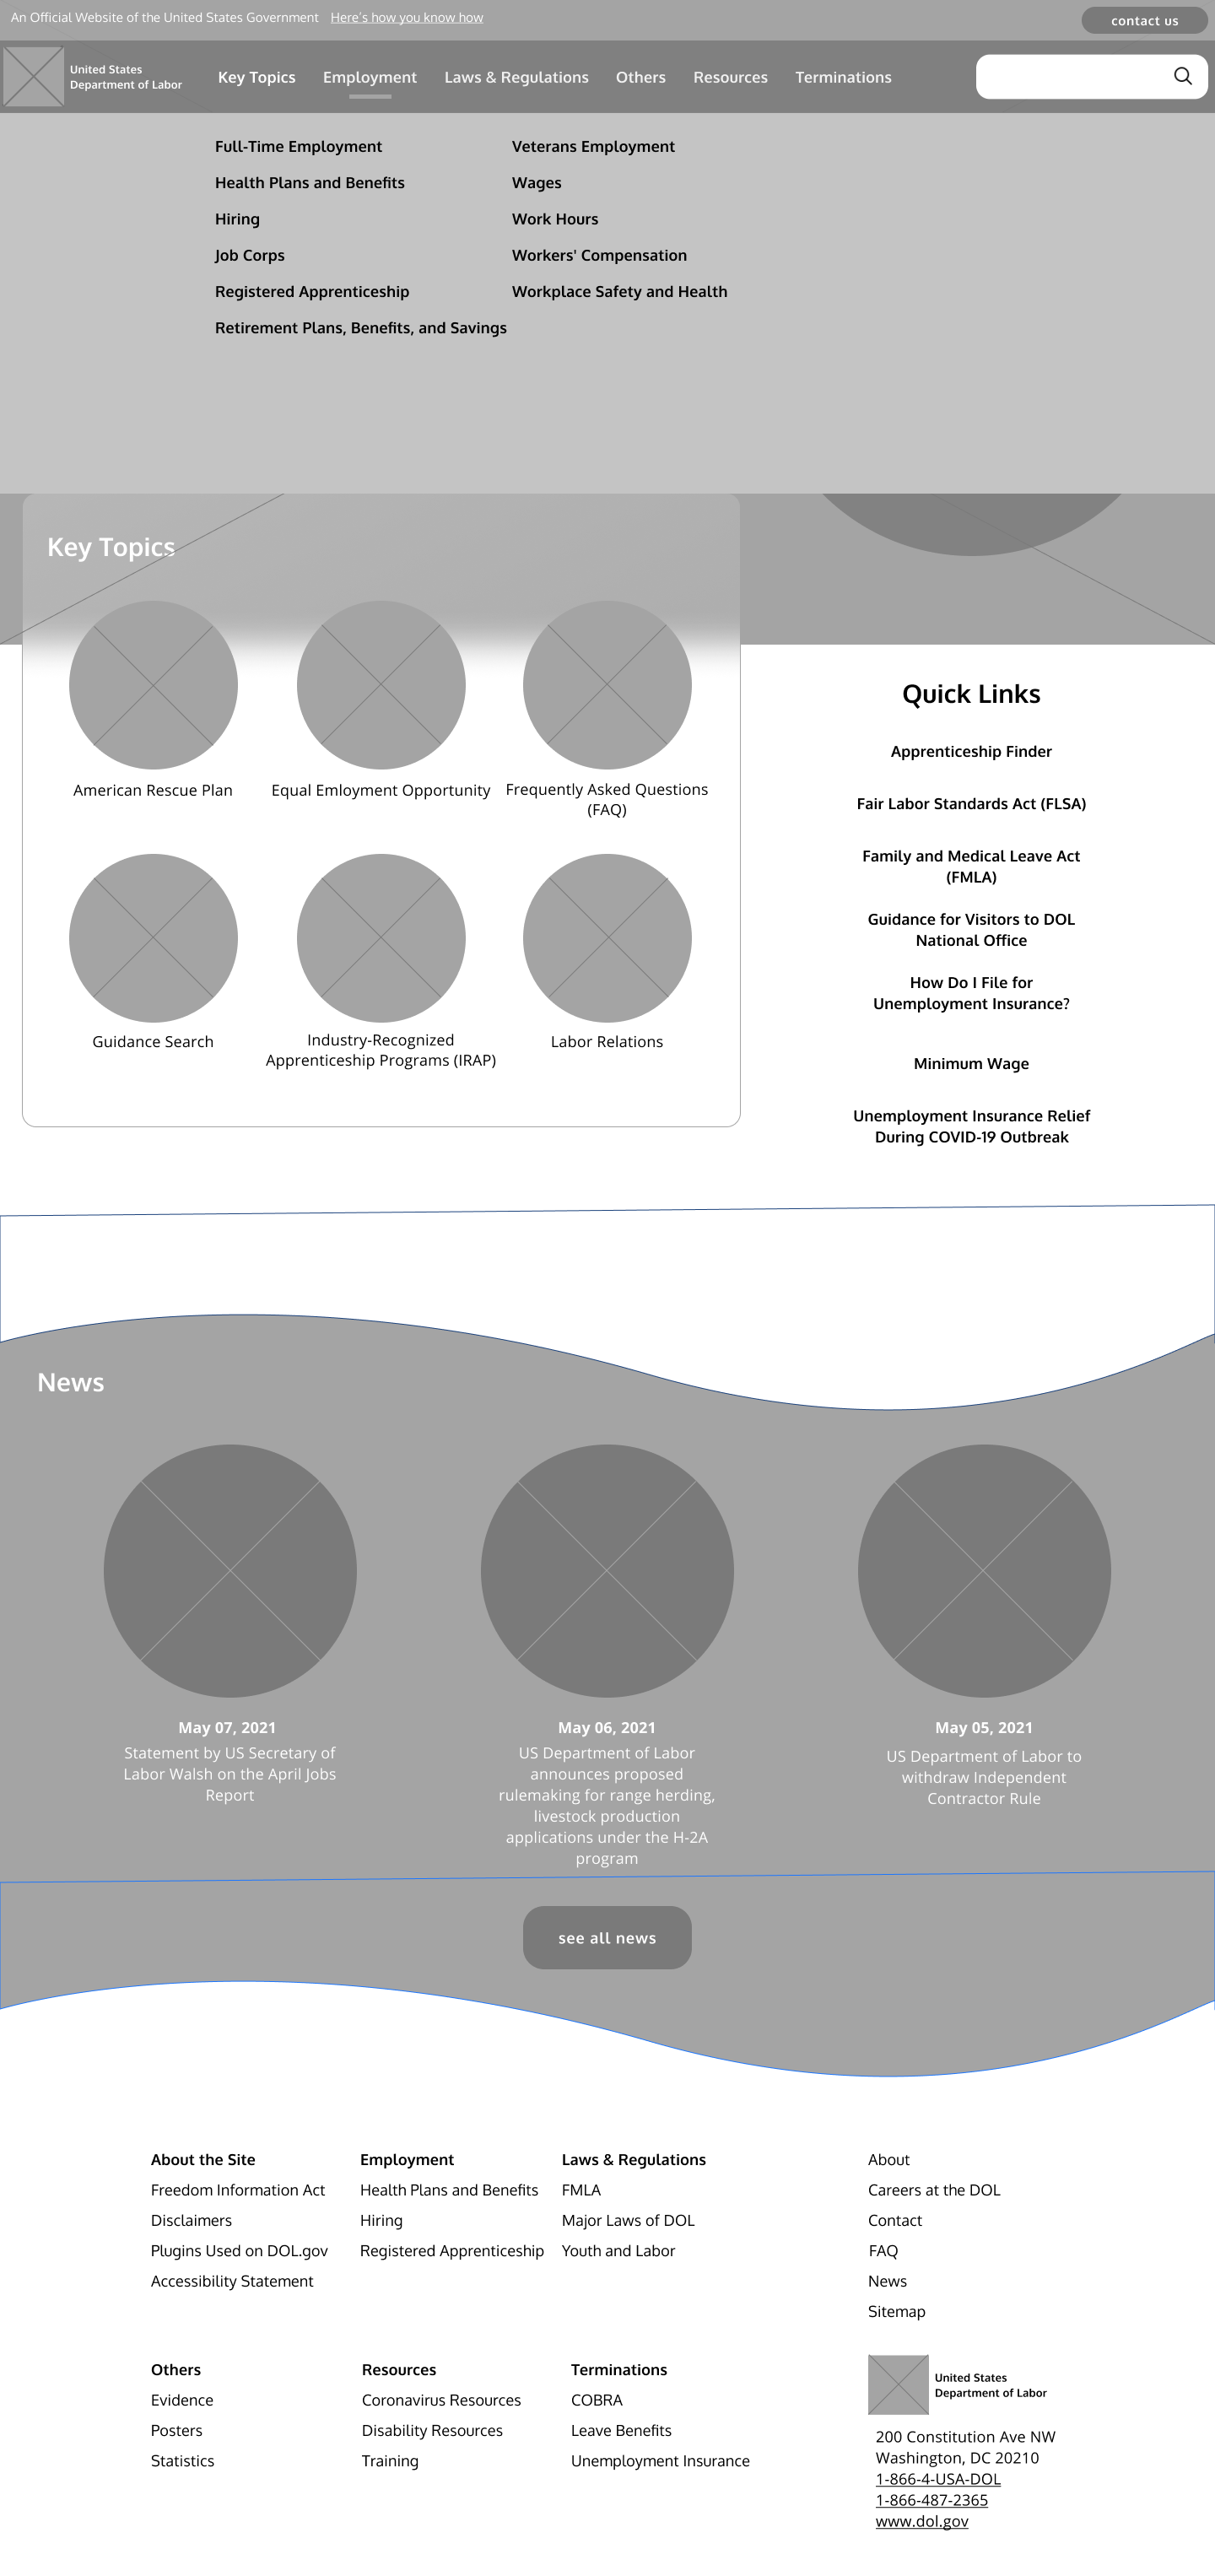 An Official Website of the United States Government Here's how you know how
contact us
United States
Department of Labor
Key Topics Employment Laws & Regulations Others Resources Terminations
Full-Time Employment
Health Plans and Benefits
Hiring
Job Corps
Registered Apprenticeship
Retirement Plans, Benefits, and Savings
Veterans Employment
Wages
Work Hours
Workers' Compensation
Workplace Safety and Health
Key Topics
American Rescue Plan
Equal Emloyment Opportunity
Frequently Asked Questions
(FAQ)
Guidance Search
Industry-Recognized
Apprenticeship Programs (IRAP)
Labor Relations
Quick Links
Apprenticeship Finder
Fair Labor Standards Act (FLSA)
Family and Medical Leave Act
(FMLA)
Guidance for Visitors to DOL
National Office
How Do I File for
Unemployment Insurance?
Minimum Wage
Unemployment Insurance Relief
During COVID-19 Outbreak
News
May 07, 2021
Statement by US Secretary of
Labor Walsh on the April Jobs
Report
May 06, 2021
US Department of Labor
announces proposed
rulemaking for range herding,
livestock production
applications under the H-2A
program
May 05, 2021
US Department of Labor to
withdraw Independent
Contractor Rule
see all news
About the Site
Freedom Information Act
Disclaimers
Plugins Used on DOL.gov
Accessibility Statement
Employment
Health Plans and Benefits
Hiring
Registered Apprenticeship
Laws & Regulations
FMLA
Major Laws of DOL
Youth and Labor
About
Careers at the DOL
Contact
FAQ
News
Sitemap
Others
Evidence
Posters
Statistics
Resources
Coronavirus Resources
Disability Resources
Training
Terminations
COBRA
Leave Benefits
Unemployment Insurance
United States
Department of Labor
200 Constitution Ave NW
Washington, DC 20210
1-866-4-USA-DOL
1-866-487-2365
www.dol.gov